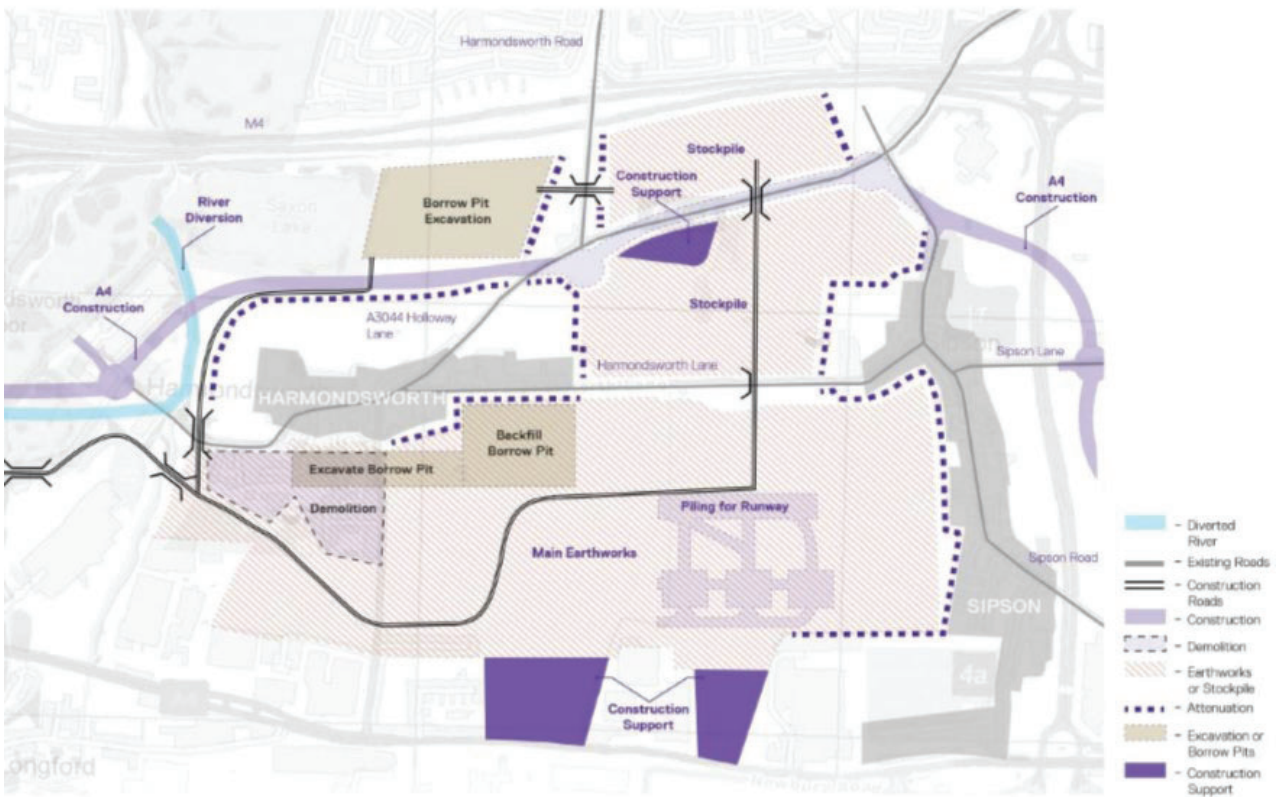 Harmondsworth Road
M4
Stockpile
Construction
Support
A4
Construction
River
Diversion
Saxon
Lake
Borrow Pit
Excavation
A4
Construction
Stockpile
A3044 Holloway
Lane
Harmondsworth Lane
Sipson Lane
HARMONDSWORTH
Backfill
Borrow Pit
Excavate Borrow Pit
Demolition
Piling for Runway
Main Earthworks
Sipson Road
SIPSON
4a
Construction
Support
ongford
- Diverted
River
- Existing Roads
- Construction
Roads
- Construction
- Demolition
- Earthworks
or Stockpile
- Attenuation
- Excavation or
Borrow Pits
- Construction
Support